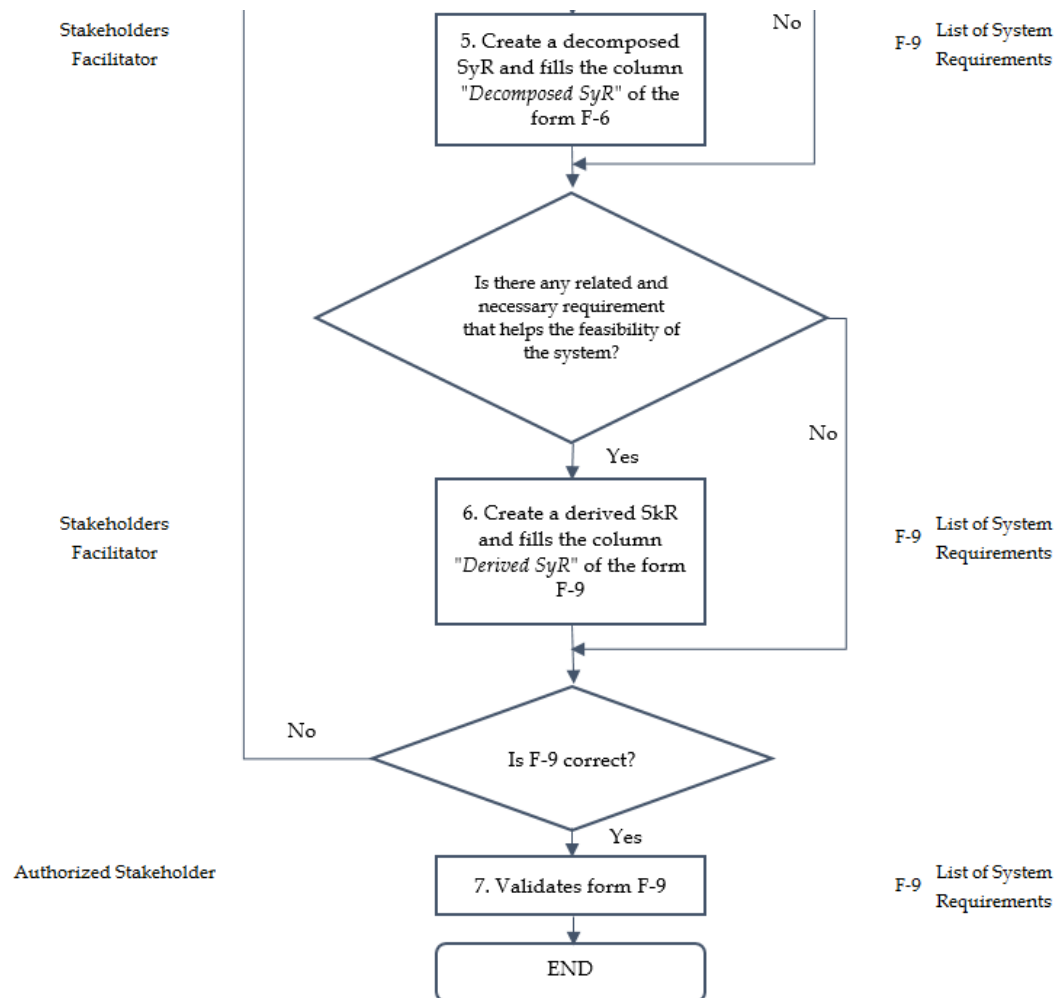 Stakeholders
Facilitator
5. Create a decomposed
SyR and fills the column
"Decomposed SyR" of the
form F-6
No
F-9
List of System
Requirements
Is there any related and
necessary requirement
that helps the feasibility of
the system?
No
Yes
Stakeholders
Facilitator
6. Create a derived SkR
and fills the column
"Derived SyR" of the form
F-9
F-9
List of System
Requirements
No
Is F-9 correct?
Yes
Authorized Stakeholder
7. Validates form F-9
F-9
List of System
Requirements
END